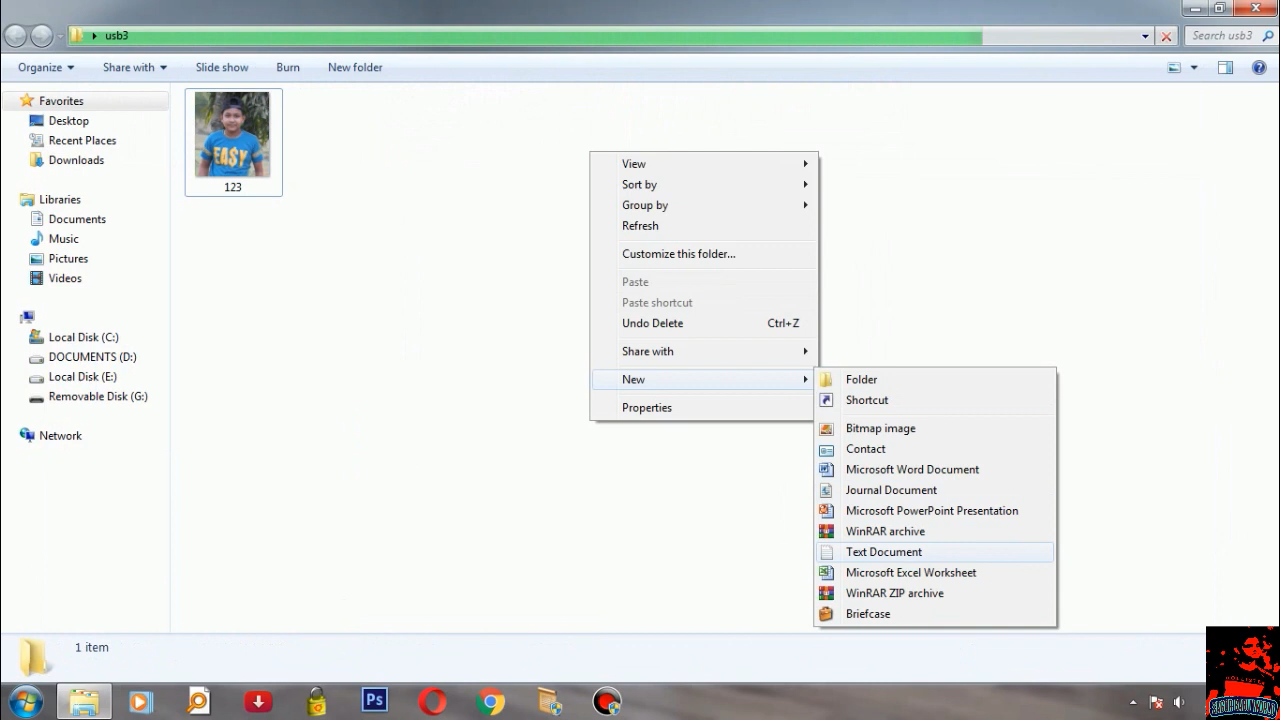 usb3
Search usb3
Organize
Share with
Slide show
Burn
New folder
Favorites
Desktop
Recent Places
Downloads
Libraries
Documents
Music
Pictures
Videos
Local Disk (C:)
DOCUMENTS (D:)
Local Disk (E:)
Removable Disk (G:)
Network
EA$Y
123
View
Sort by
Group by
Refresh
Customize this folder...
Paste
Paste shortcut
Undo Delete Ctrl+Z
Share with
New
Properties
Folder
Shortcut
Bitmap image
Contact
Microsoft Word Document
Journal Document
Microsoft PowerPoint Presentation
WinRAR archive
Text Document
Microsoft Excel Worksheet
WinRAR ZIP archive
Briefcase
1 item
Ps